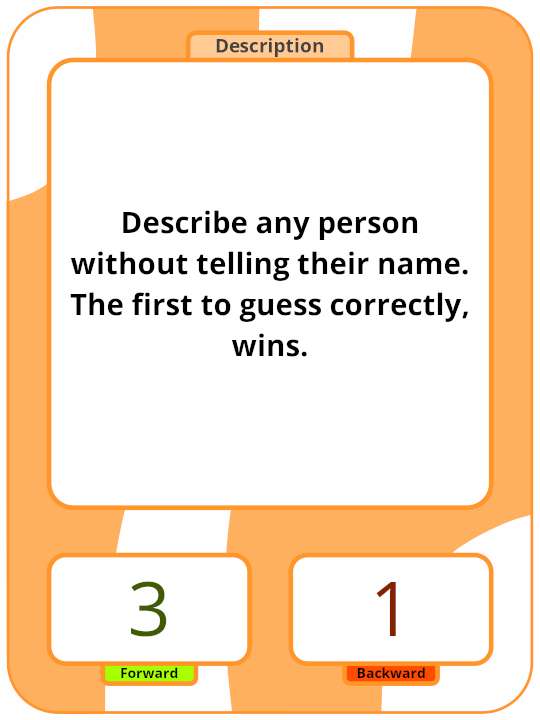 Description
Describe any person
without telling their name.
The first to guess correctly,
wins.
3
1
Forward
Backward